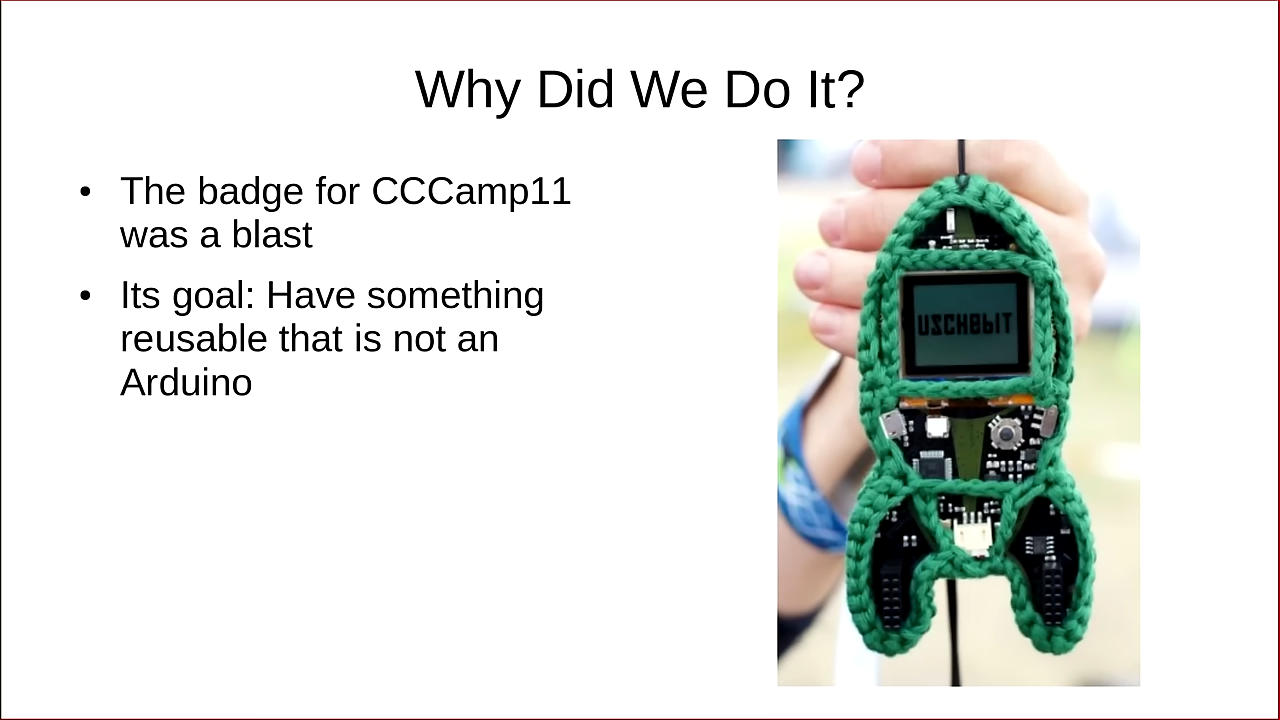 Why Did We Do It?
• The badge for CCCamp11
was a blast
• Its goal: Have something
reusable that is not an
Arduino
USCHEbIT